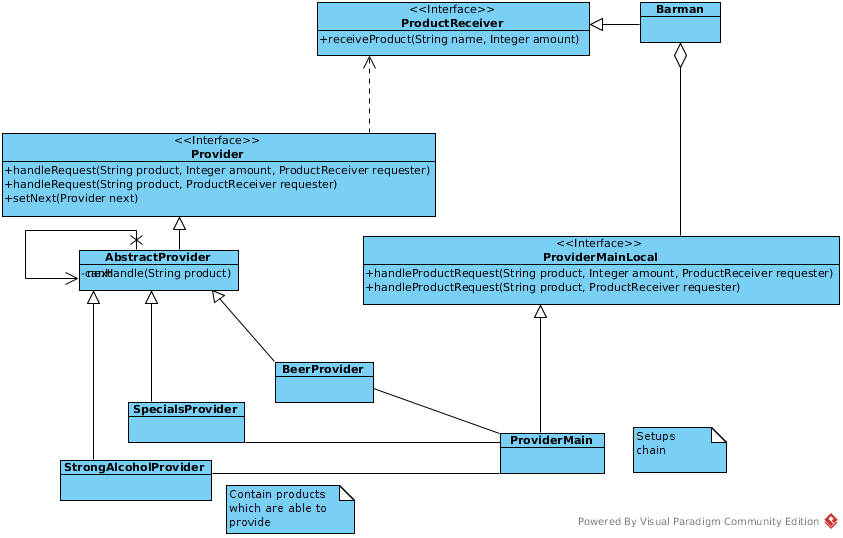 <<Interface>>
ProductReceiver
+receiveProduct(String name, Integer amount)
Barman
<<Interface>>
Provider
+handleRequest(String product, Integer amount, ProductReceiver requester)
+handleRequest(String product, ProductReceiver requester)
+setNext(Provider next)
AbstractProvider
Handle(String product)
<<Interface>>
ProviderMainLocal
+handleProductRequest(String product, Integer amount, ProductReceiver requester)
+handleProductRequest(String product, ProductReceiver requester)
BeerProvider
SpecialsProvider
ProviderMain
Setups
chain
StrongAlcoholProvider
Contain products
which are able to
provide
Powered By Visual Paradigm Community Edition